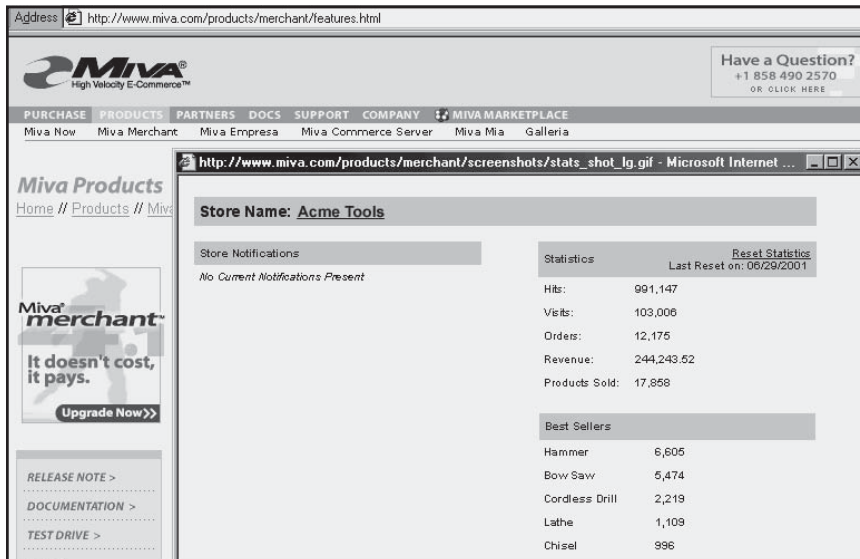 Address http://www.miva.com/products/merchant/features.html
MIVA®
High Velocity E-Commerce™
Have a Question?
+1 858 490 2570
OR CLICK HERE
PURCHASE PRODUCTS PARTNERS DOCS SUPPORT COMPANY MIVA MARKETPLACE
Miva Now Miva Merchant Miva Empresa Miva Commerce Server Miva Mia Galleria
http://www.miva.com/products/merchant/screenshots/stats_shot_lg.gif - Microsoft Internet ...
Miva Products
Home // Products // Miva
Store Name: Acme Tools
Store Notifications
No Current Notifications Present
Statistics
Reset Statistics
Last Reset on: 06/29/2001
Hits: 991,147
Visits: 103,006
Orders: 12,175
Revenue: 244,243.52
Products Sold: 17,858
Best Sellers
Hammer 6,605
Bow Saw 5,474
Cordless Drill 2,219
Lathe 1,109
Chisel 996
Miva®
merchant™
It doesn't cost,
it pays.
Upgrade Now>>
RELEASE NOTE >
DOCUMENTATION >
TEST DRIVE >